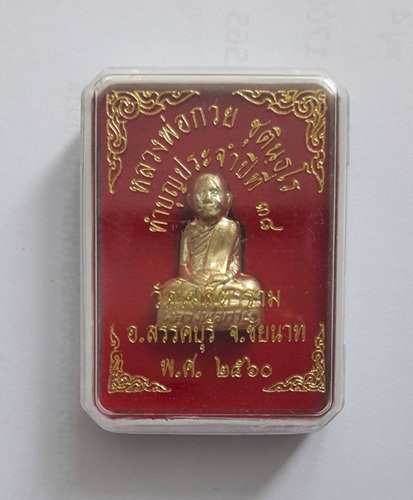 หลวงพ่อกวย ชุตินฺธโร
ทำบุญประจำปีที่ ๓๙
วัดโฆสิตาราม
อ.สรรคบุรี จ.ชัยนาท
พ.ศ. ๒๕๖๐